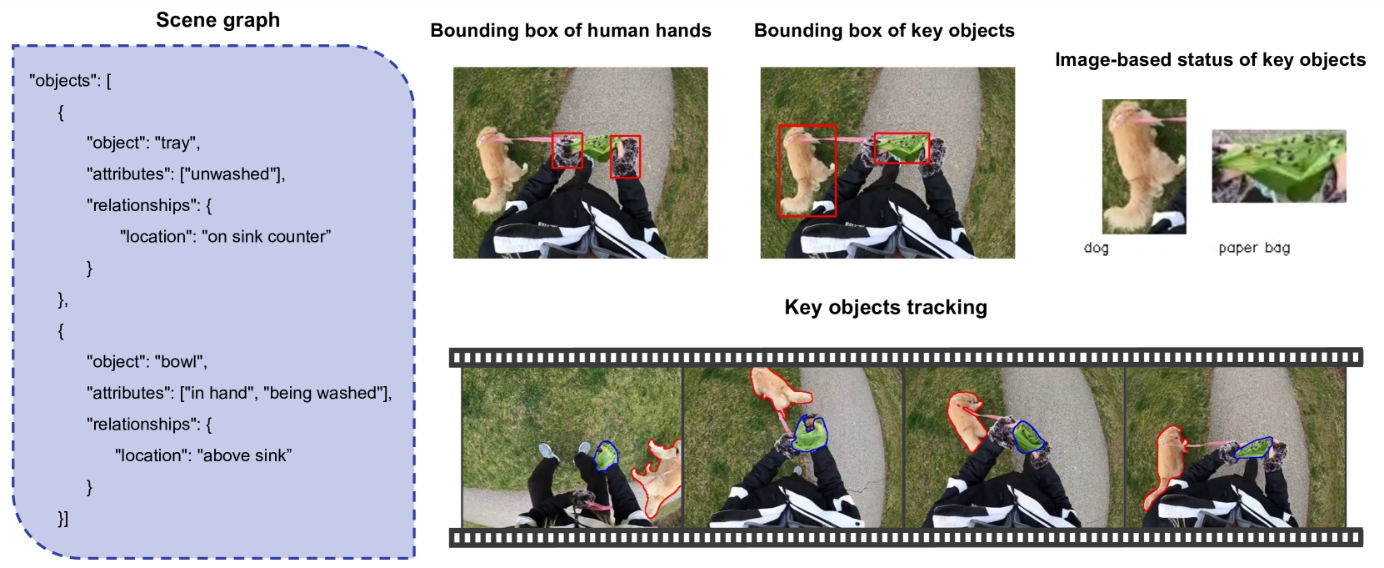 Scene graph
"objects": [
{
"object": "tray",
"attributes": ["unwashed"],
"relationships": {
"location": "on sink counter”
}
},
{
"object": "bowl",
"attributes": ["in hand", "being washed"],
"relationships": {
"location": "above sink”
}
}]
Bounding box of human hands
Bounding box of key objects
Image-based status of key objects
dog
paper bag
Key objects tracking